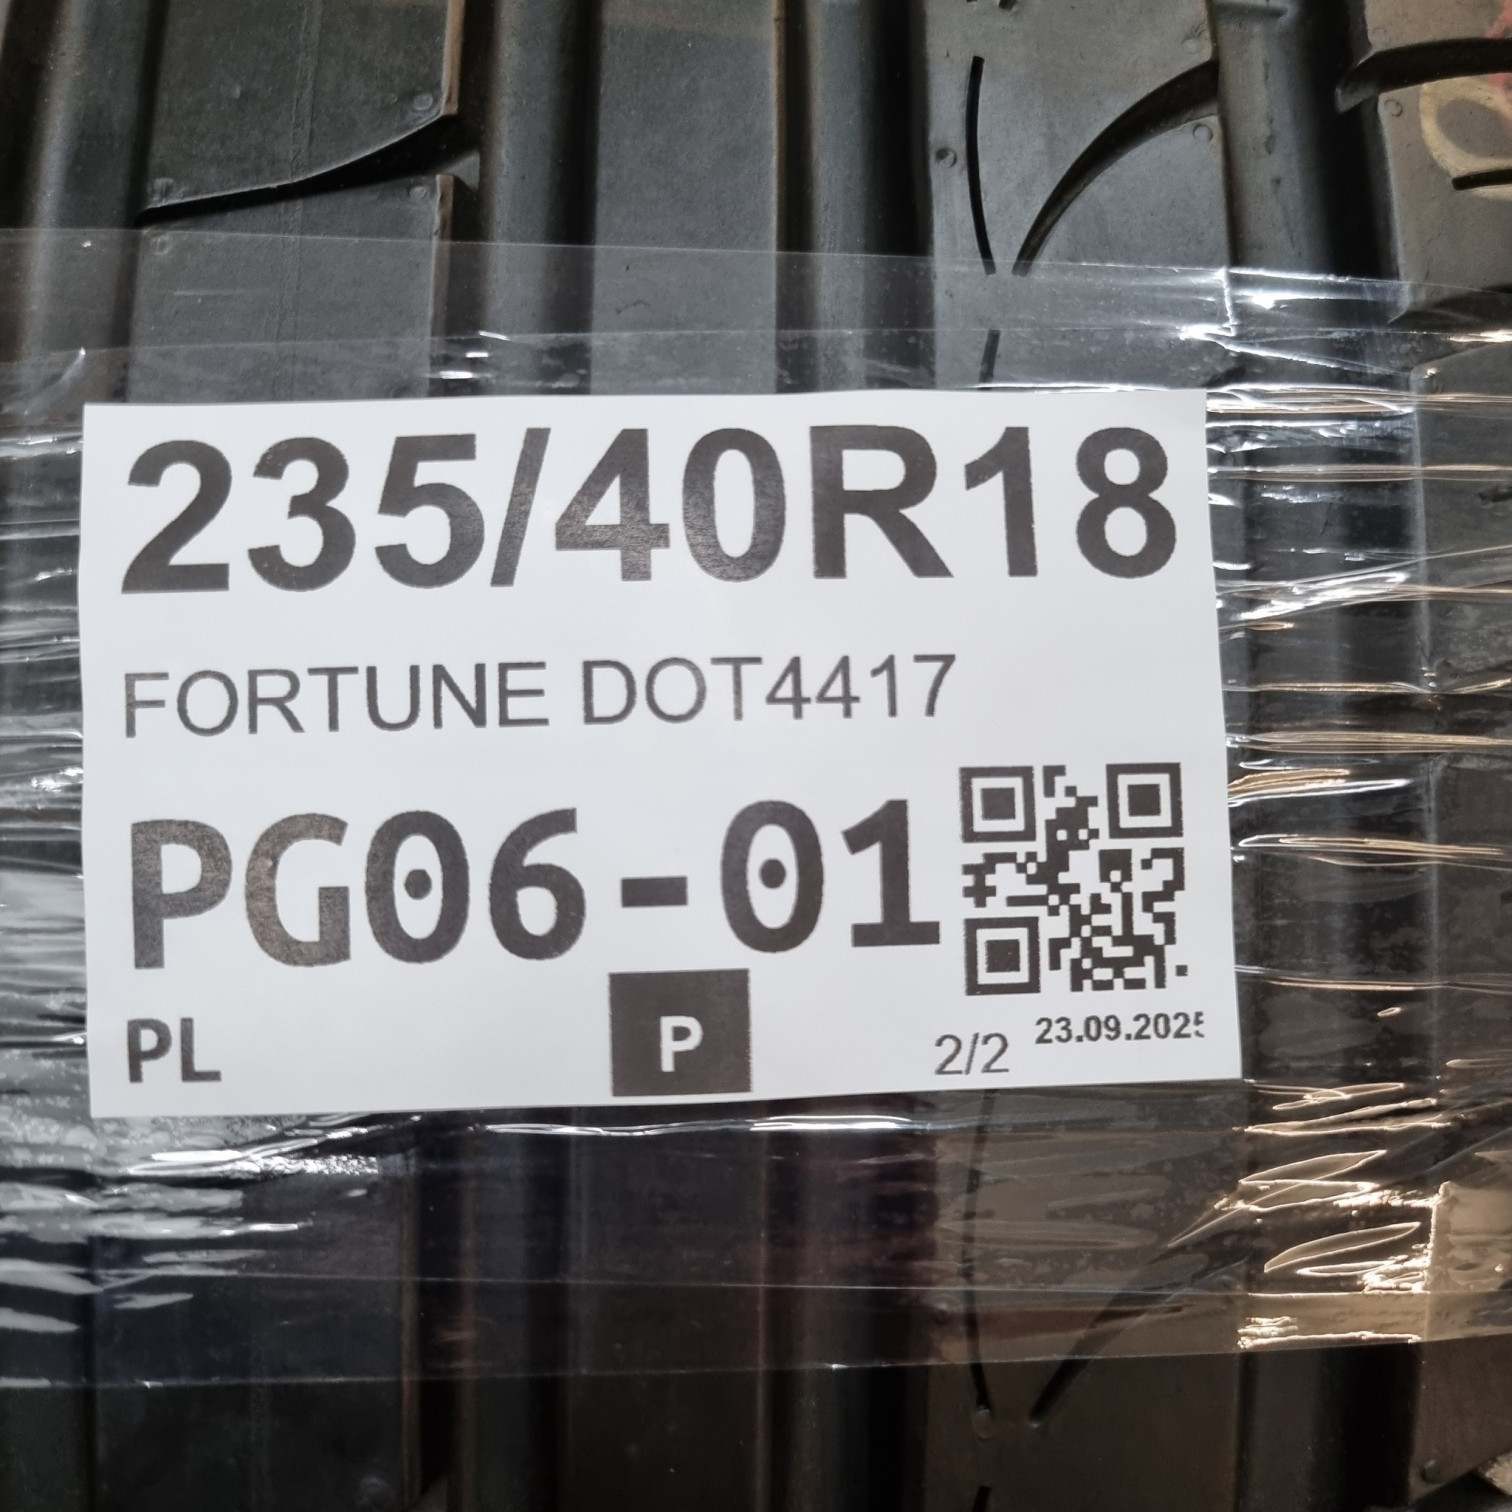 235/40R18
FORTUNE DOT4417
PG06-01
PL P 2/2 23.09.2025